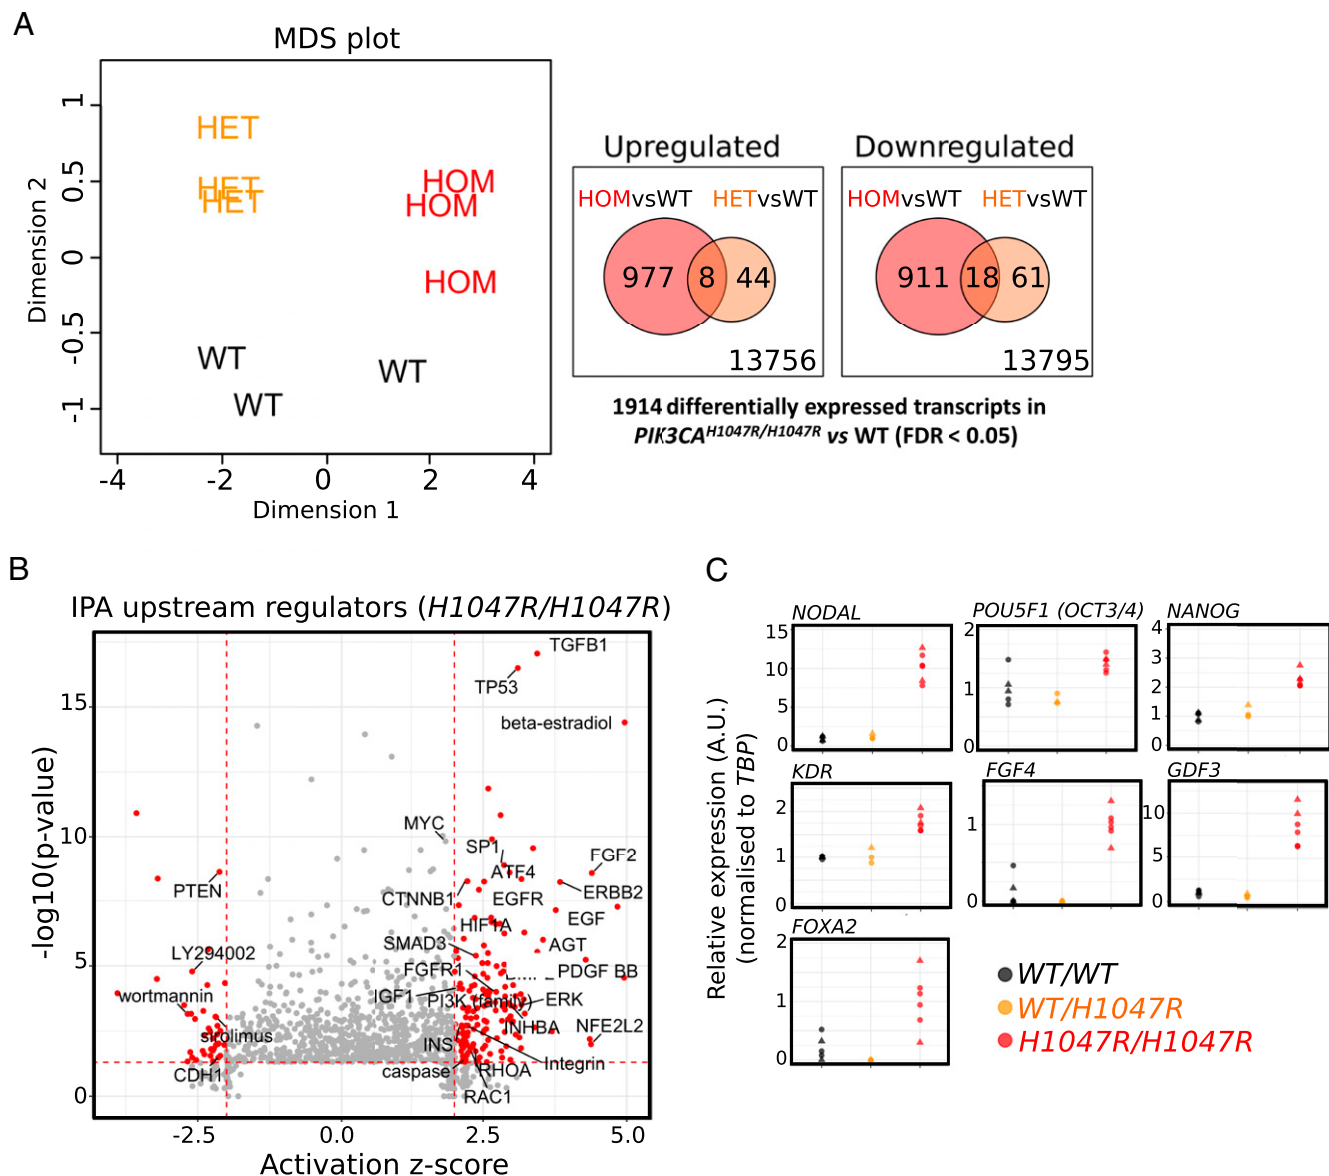 A
MDS plot
Dimension 2
1
0.5
0
-0.5
-1
HET
HET
HET
HOM
HOM
HOM
WT
WT
WT
-4
-2
0
2
4
Dimension 1
Upregulated
HOMvsWT HETvsWT
977 8 44
13756
Downregulated
HOMvsWT HETvsWT
911 18 61
13795
1914 differentially expressed transcripts in
PIK3CA^H1047R/H1047R vs WT (FDR < 0.05)
B
IPA upstream regulators (H1047R/H1047R)
-log10(p-value)
15
10
5
0
TGFB1
TP53
beta-estradiol
MYC
SP1
ATF4
FGF2
PTEN
CTNNB1
EGFR
ERBB2
HIF1A
EGF
SMAD3
AGT
LY294002
FGFR1
PDGF BB
wortmannin
IGF1
PI3K (family)
ERK
sirolimus
INHBA
NFE2L2
INS
Integrin
CDH1
caspase
RHOA
RAC1
-2.5
0.0
2.5
5.0
Activation z-score
C
Relative expression (A.U.)
(normalised to TBP)
NODAL
15
10
5
0
POU5F1 (OCT3/4)
2
1
0
NANOG
4
3
2
1
0
KDR
2
1
0
FGF4
1
0
GDF3
10
5
0
FOXA2
2
1
0
WT/WT
WT/H1047R
H1047R/H1047R